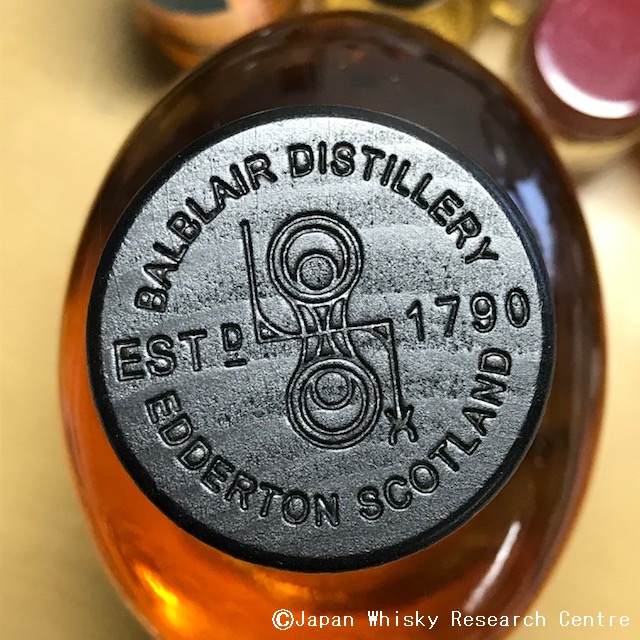 BALBLAIR DISTILLERY
ESTD 1790
EDDERTON SCOTLAND
©Japan Whisky Research Centre